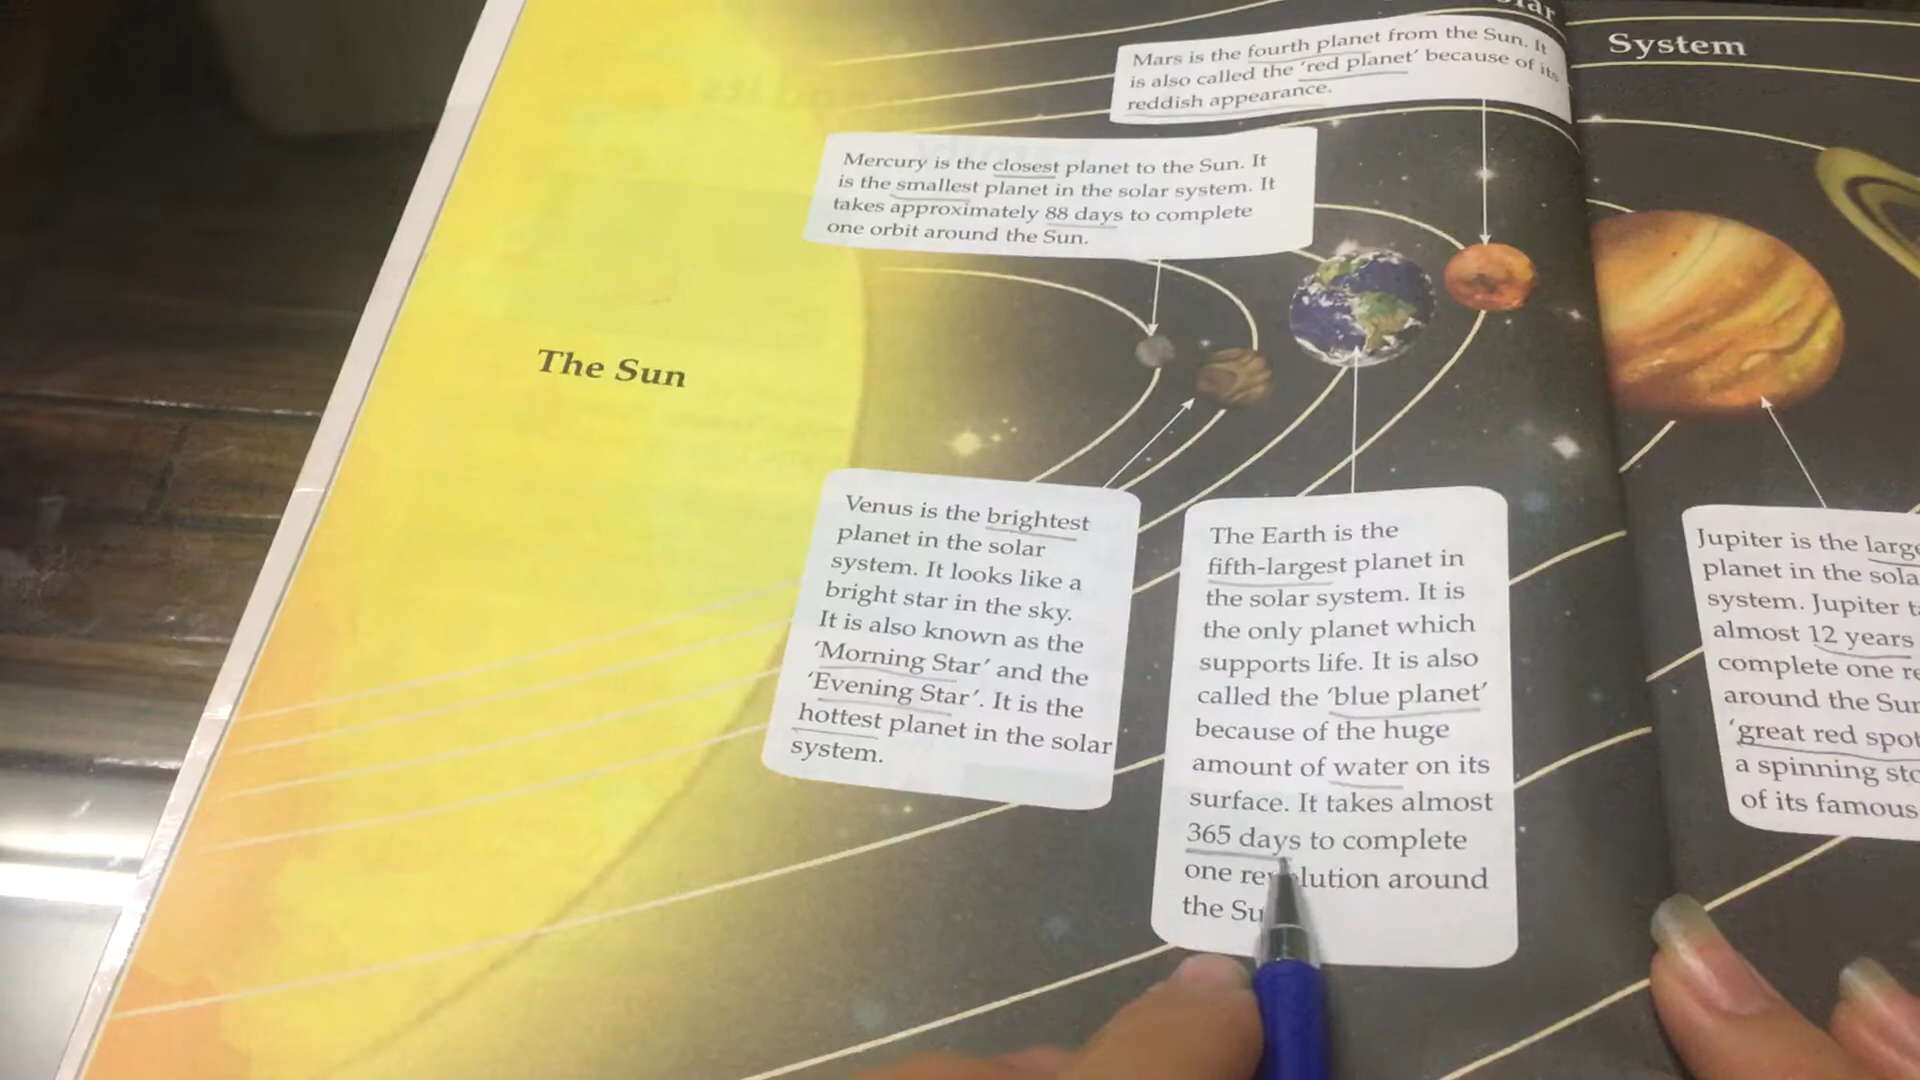 System
Mars is the fourth planet from the Sun. It
is also called the ‘red planet’ because of its
reddish appearance.
Mercury is the closest planet to the Sun. It
is the smallest planet in the solar system. It
takes approximately 88 days to complete
one orbit around the Sun.
The Sun
Venus is the brightest
planet in the solar
system. It looks like a
bright star in the sky.
It is also known as the
‘Morning Star’ and the
‘Evening Star’. It is the
hottest planet in the solar
system.
The Earth is the
fifth-largest planet in
the solar system. It is
the only planet which
supports life. It is also
called the ‘blue planet’
because of the huge
amount of water on its
surface. It takes almost
365 days to complete
one revolution around
the
Jupiter is the
planet in the
system. Jupiter
almost 12 years
complete one
around the
‘great red spot
a spinning
of its famous